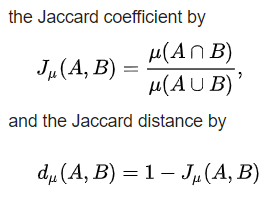 the Jaccard coefficient by
J_μ(A, B) = μ(A ∩ B) / μ(A ∪ B),
and the Jaccard distance by
d_μ(A, B) = 1 − J_μ(A, B)